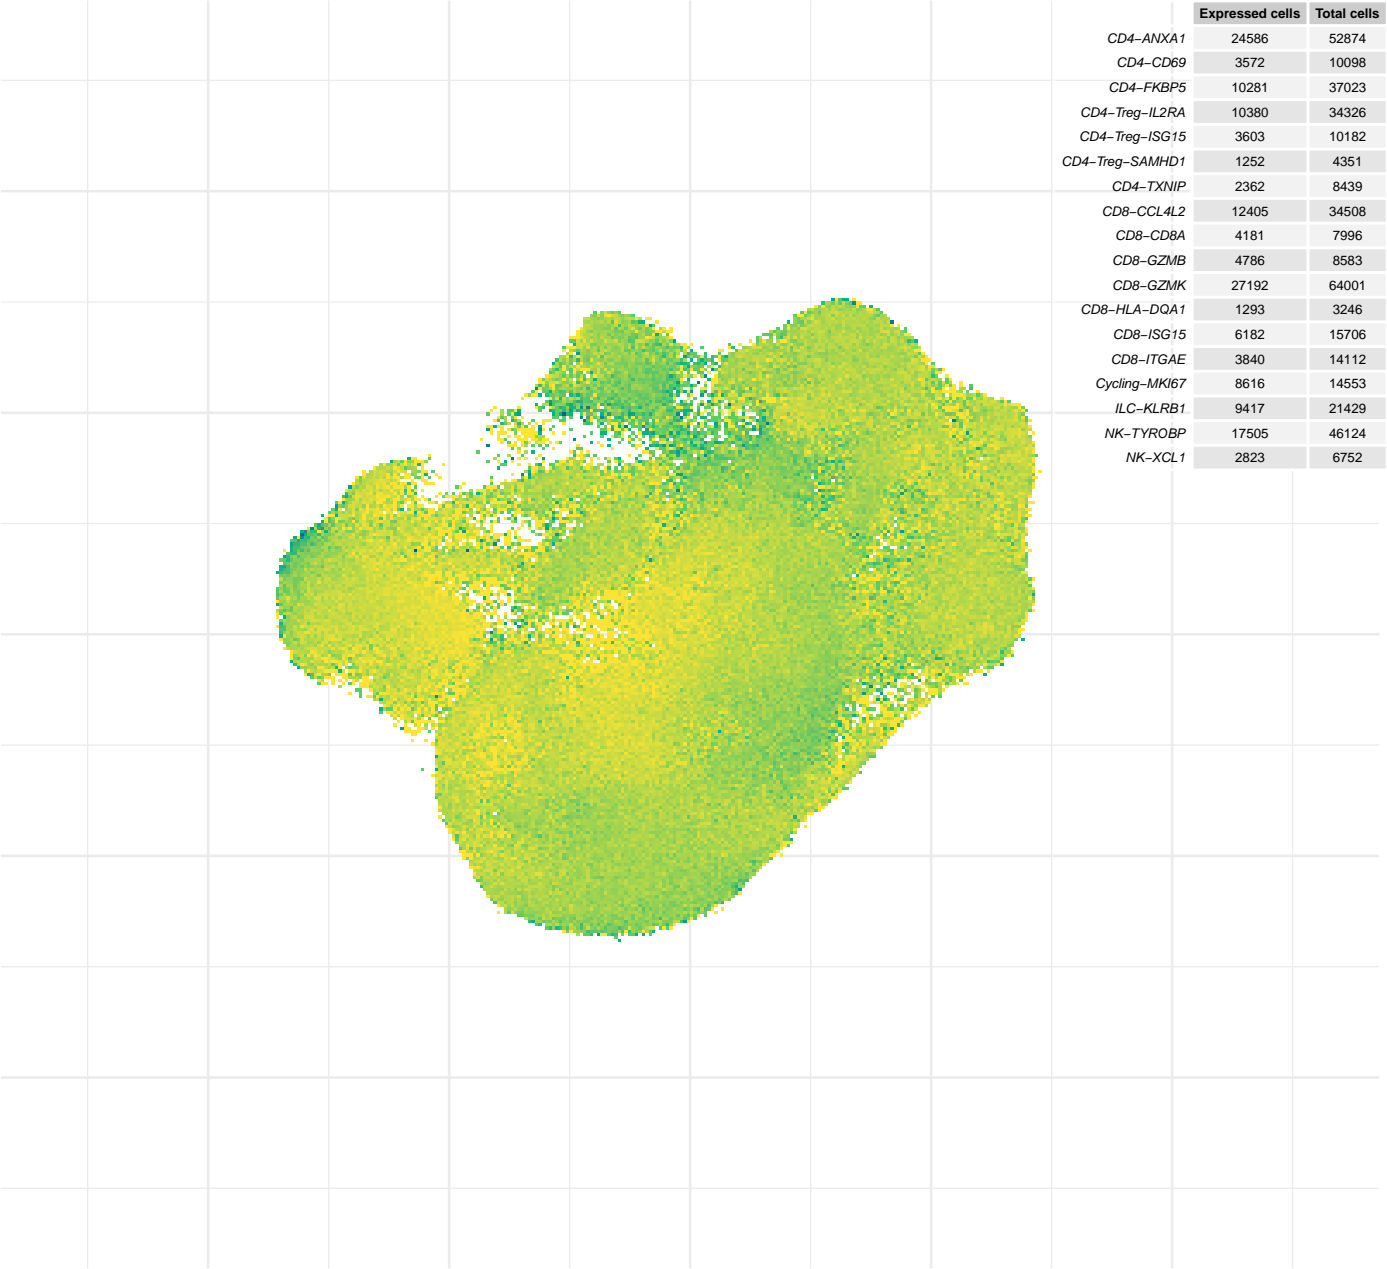 Expressed cells Total cells
CD4−ANXA1 24586 52874
CD4−CD69 3572 10098
CD4−FKBP5 10281 37023
CD4−Treg−IL2RA 10380 34326
CD4−Treg−ISG15 3603 10182
CD4−Treg−SAMHD1 1252 4351
CD4−TXNIP 2362 8439
CD8−CCL4L2 12405 34508
CD8−CD8A 4181 7996
CD8−GZMB 4786 8583
CD8−GZMK 27192 64001
CD8−HLA−DQA1 1293 3246
CD8−ISG15 6182 15706
CD8−ITGAE 3840 14112
Cycling−MKI67 8616 14553
ILC−KLRB1 9417 21429
NK−TYROBP 17505 46124
NK−XCL1 2823 6752